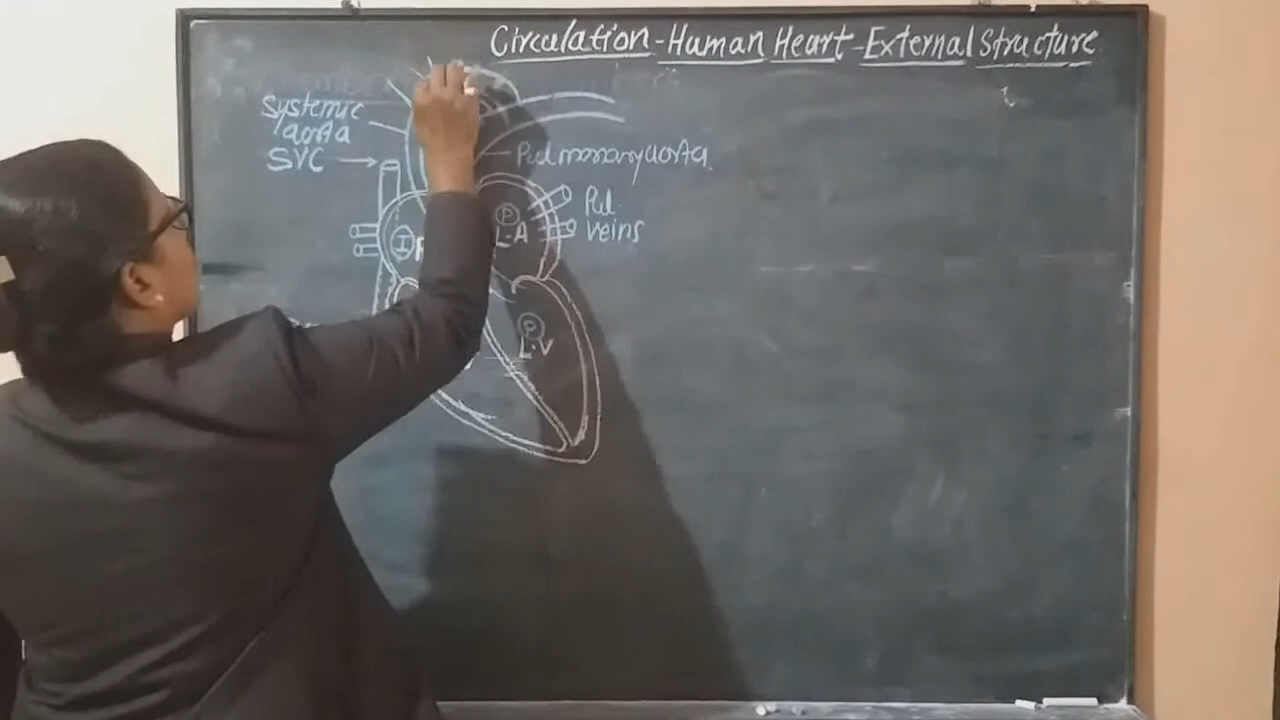 Circulation-Human Heart-External Structure
Systemic
aorta
SVC
Pulmonary aorta
Pul.
veins
P
L-A
I
P
L.V